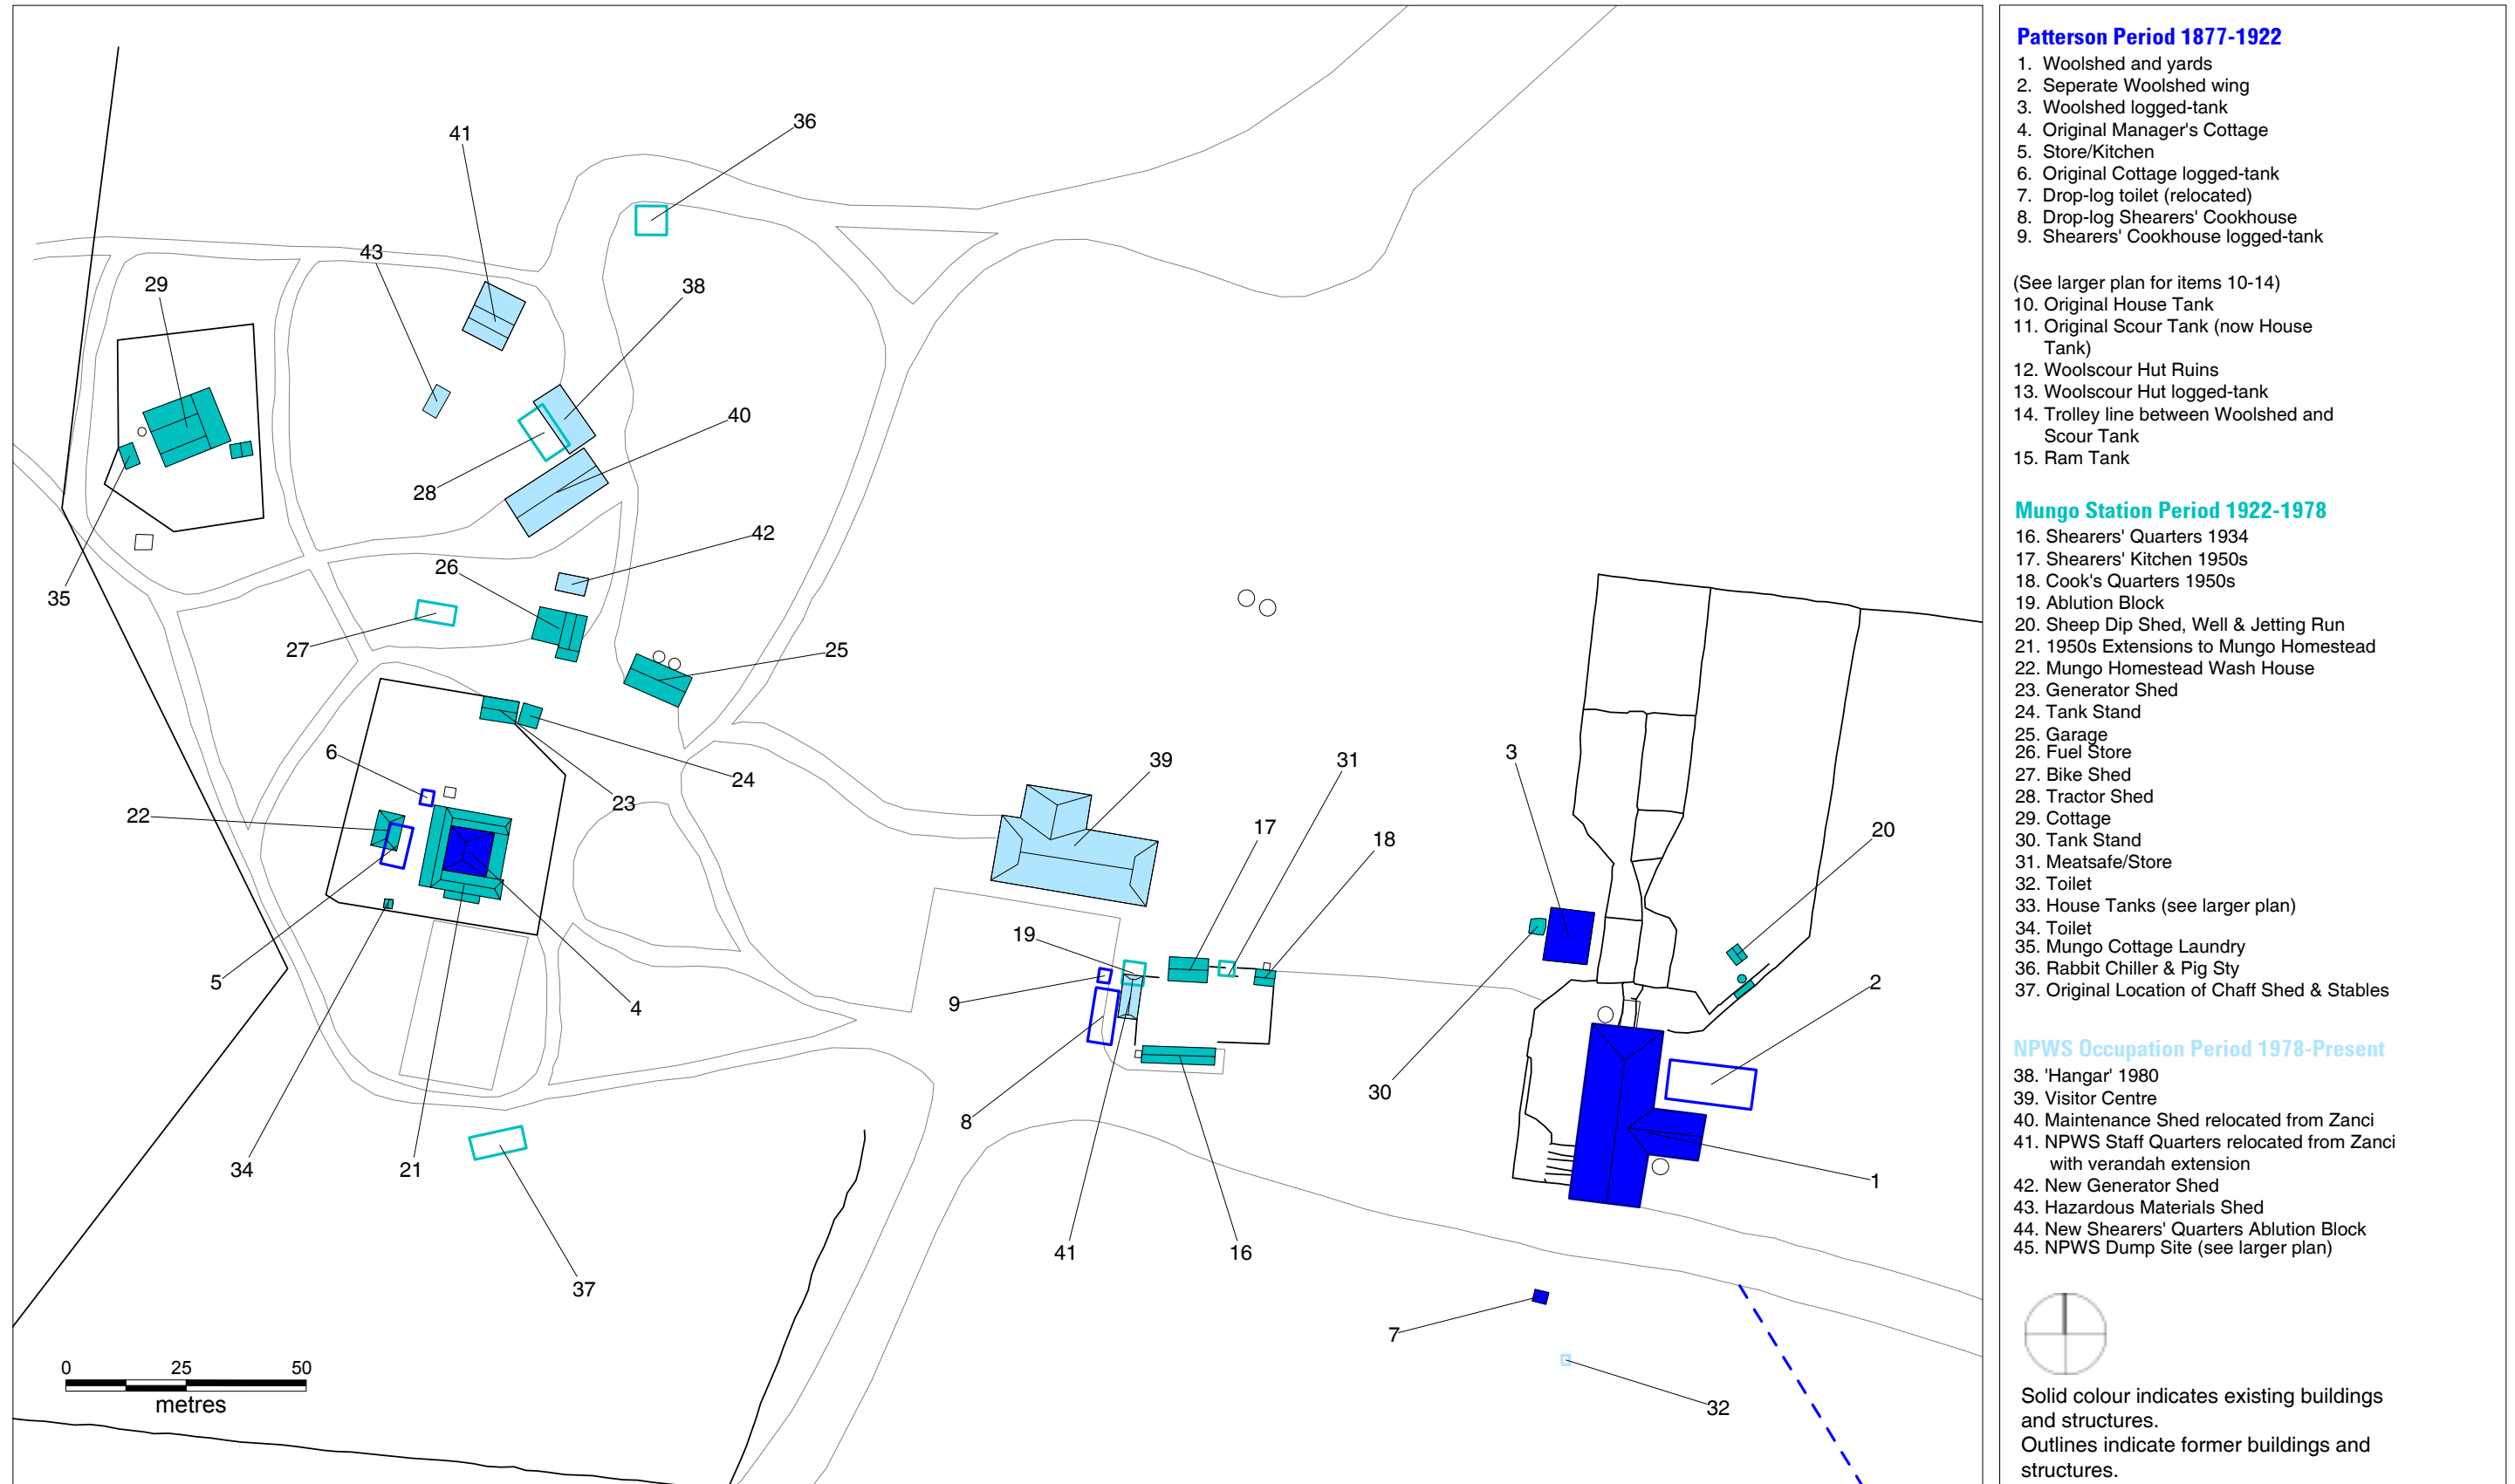 36
41
43
29
38
40
28
42
26
35
27
25
6
24
39
31
3
23
22
17
18
20
19
5
4
9
2
30
8
34
21
1
41
16
37
7
32
0 25 50
metres
Patterson Period 1877-1922
1. Woolshed and yards
2. Seperate Woolshed wing
3. Woolshed logged-tank
4. Original Manager's Cottage
5. Store/Kitchen
6. Original Cottage logged-tank
7. Drop-log toilet (relocated)
8. Drop-log Shearers' Cookhouse
9. Shearers' Cookhouse logged-tank
(See larger plan for items 10-14)
10. Original House Tank
11. Original Scour Tank (now House
Tank)
12. Woolscour Hut Ruins
13. Woolscour Hut logged-tank
14. Trolley line between Woolshed and
Scour Tank
15. Ram Tank
Mungo Station Period 1922-1978
16. Shearers' Quarters 1934
17. Shearers' Kitchen 1950s
18. Cook's Quarters 1950s
19. Ablution Block
20. Sheep Dip Shed, Well & Jetting Run
21. 1950s Extensions to Mungo Homestead
22. Mungo Homestead Wash House
23. Generator Shed
24. Tank Stand
25. Garage
26. Fuel Store
27. Bike Shed
28. Tractor Shed
29. Cottage
30. Tank Stand
31. Meatsafe/Store
32. Toilet
33. House Tanks (see larger plan)
34. Toilet
35. Mungo Cottage Laundry
36. Rabbit Chiller & Pig Sty
37. Original Location of Chaff Shed & Stables
NPWS Occupation Period 1978-Present
38. 'Hangar' 1980
39. Visitor Centre
40. Maintenance Shed relocated from Zanci
41. NPWS Staff Quarters relocated from Zanci
with verandah extension
42. New Generator Shed
43. Hazardous Materials Shed
44. New Shearers' Quarters Ablution Block
45. NPWS Dump Site (see larger plan)
Solid colour indicates existing buildings
and structures.
Outlines indicate former buildings and
structures.